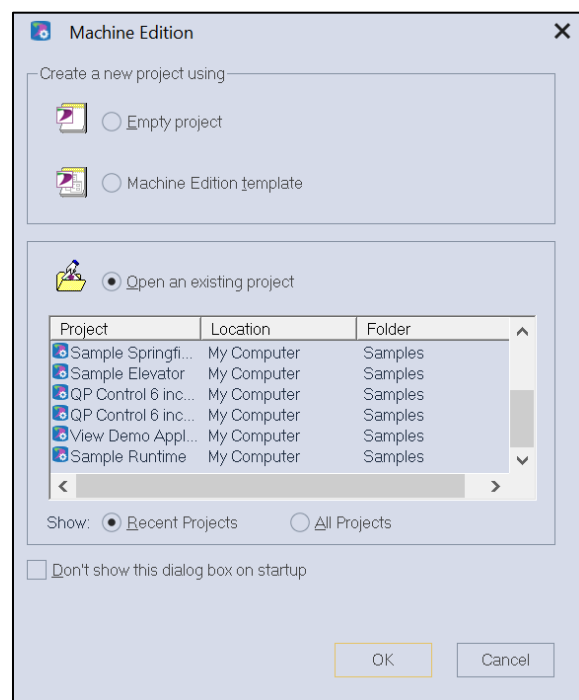 Machine Edition
Create a new project using
Empty project
Machine Edition template
Open an existing project
Project Location Folder
Sample Springfi... My Computer Samples
Sample Elevator My Computer Samples
QP Control 6 inc... My Computer Samples
QP Control 6 inc... My Computer Samples
View Demo Appl... My Computer Samples
Sample Runtime My Computer Samples
Show: Recent Projects All Projects
Don't show this dialog box on startup
OK Cancel